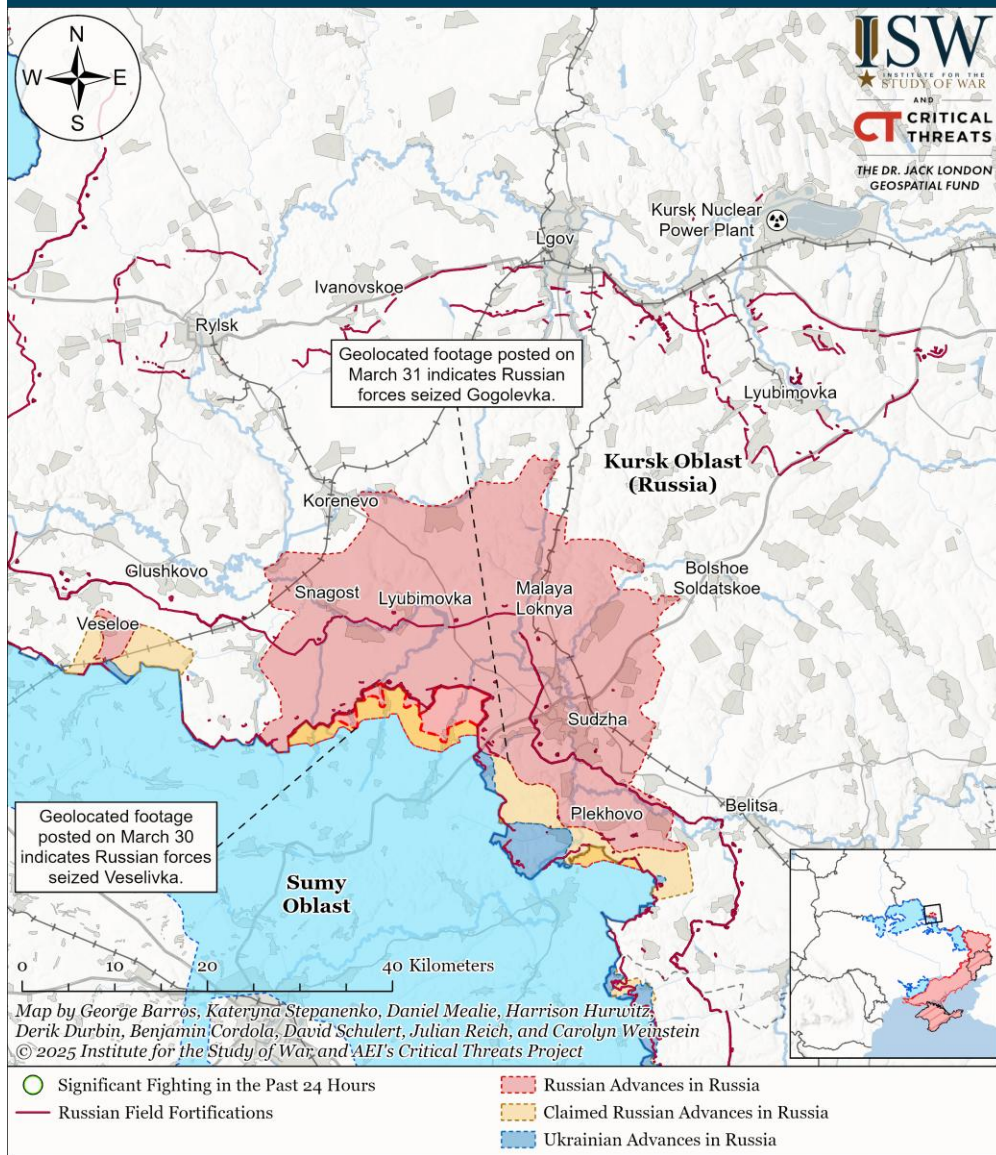 N
W E
S
ISW
INSTITUTE FOR THE
STUDY OF WAR
AND
CT CRITICAL
THREATS
THE DR. JACK LONDON
GEOSPATIAL FUND
Kursk Nuclear
Power Plant
Lgov
Ivanovskoe
Rylsk
Geolocated footage posted on
March 31 indicates Russian
forces seized Gogolevka.
Lyubimovka
Kursk Oblast
(Russia)
Korenevo
Glushkovo
Snagost
Lyubimovka
Malaya
Loknya
Bolshoe
Soldatskoe
Veseloe
Sudzha
Plekhovo
Belitsa
Geolocated footage
posted on March 30
indicates Russian forces
seized Veselivka.
Sumy
Oblast
0 10 20 40 Kilometers
Map by George Barros, Kateryna Stepanenko, Daniel Mealie, Harrison Hurwitz,
Derik Durbin, Benjamin Cordola, David Schulert, Julian Reich, and Carolyn Weinstein
© 2025 Institute for the Study of War and AEI's Critical Threats Project
Significant Fighting in the Past 24 Hours
Russian Field Fortifications
Russian Advances in Russia
Claimed Russian Advances in Russia
Ukrainian Advances in Russia